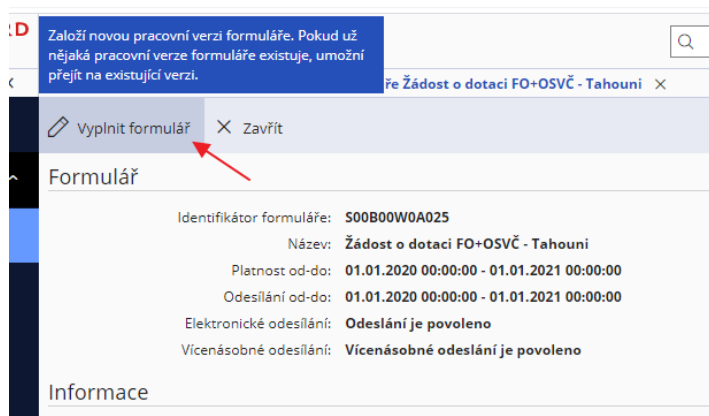 RD
Založí novou pracovní verzi formuláře. Pokud už
nějaká pracovní verze formuláře existuje, umožní
přejít na existující verzi.
ře Žádost o dotaci FO+OSVČ - Tahouni
Vyplnit formulář
Zavřít
Formulář
Identifikátor formuláře: S00B00W0A025
Název: Žádost o dotaci FO+OSVČ - Tahouni
Platnost od-do: 01.01.2020 00:00:00 - 01.01.2021 00:00:00
Odesílání od-do: 01.01.2020 00:00:00 - 01.01.2021 00:00:00
Elektronické odesílání: Odeslání je povoleno
Vícenásobné odesílání: Vícenásobné odeslání je povoleno
Informace